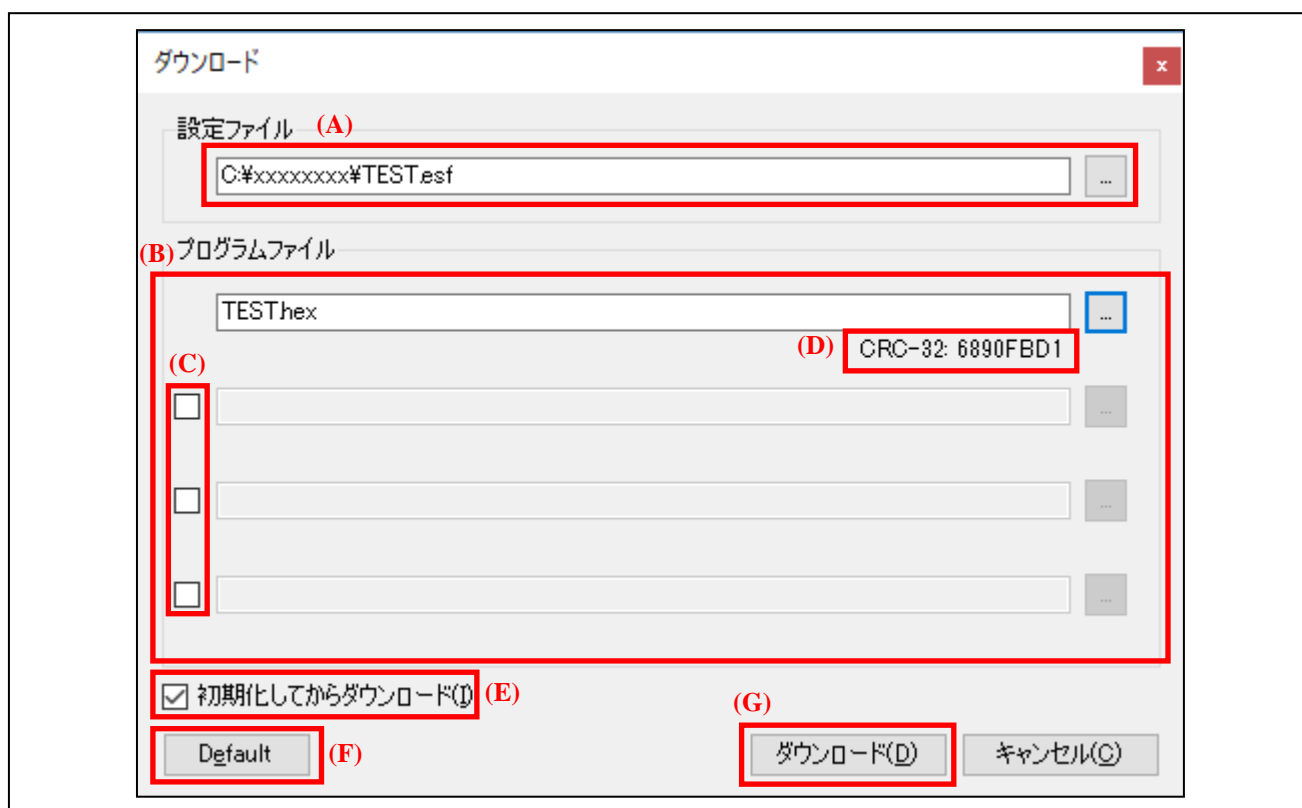 ダウンロード
x
設定ファイル (A)
C:¥xxxxxxxx¥TEST.esf ...
(B) プログラムファイル
TEST.hex ...
(D) CRC-32: 6890FBD1
(C)
...
...
...
初期化してからダウンロード(I) (E)
(G)
Default (F) ダウンロード(D) キャンセル(C)